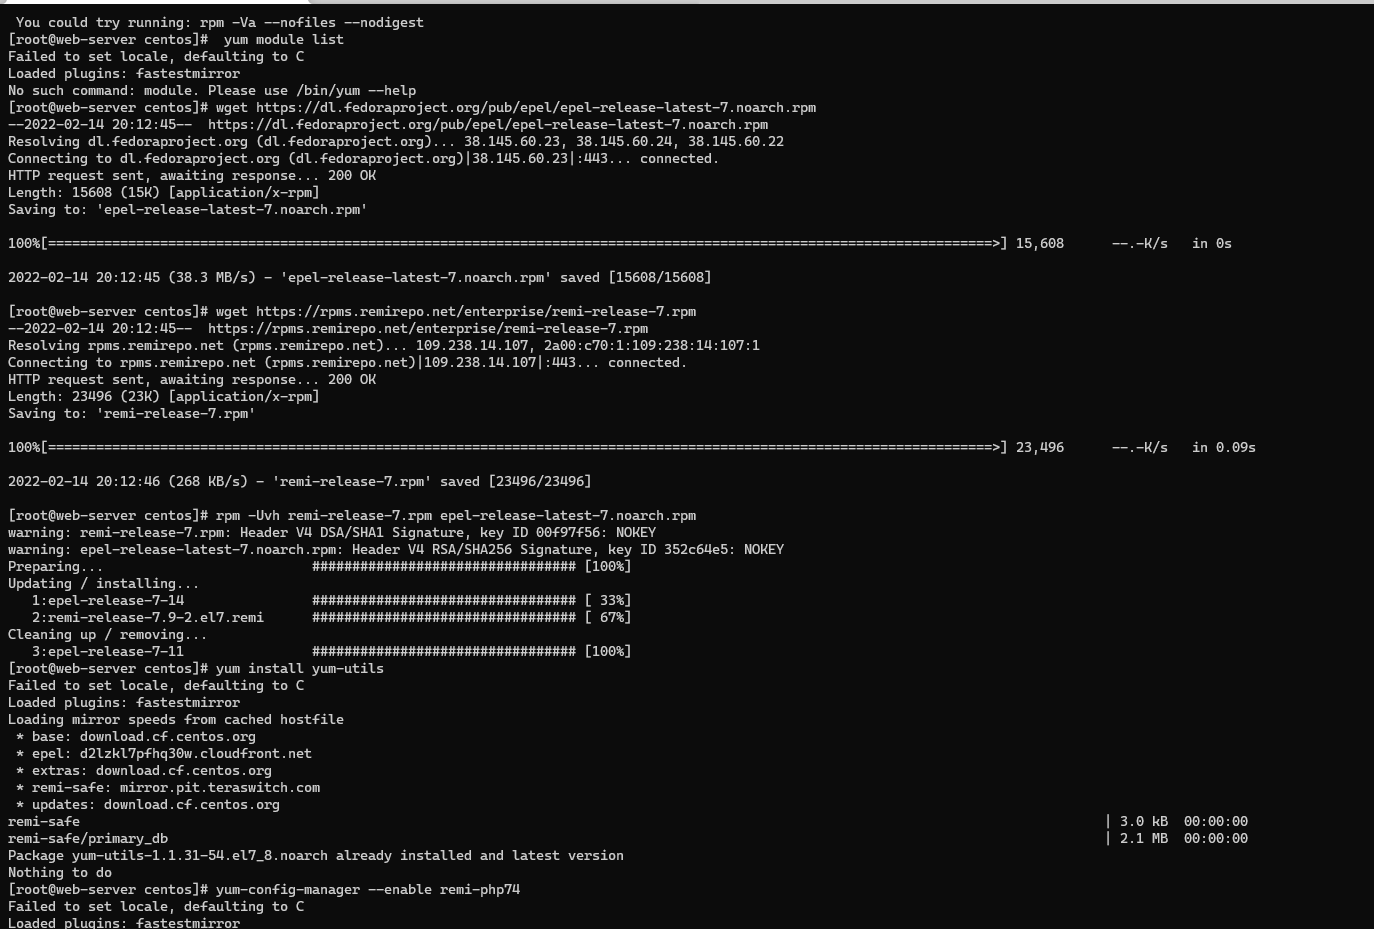 You could try running: rpm -Va --nofiles --nodigest
[root@web-server centos]#  yum module list
Failed to set locale, defaulting to C
Loaded plugins: fastestmirror
No such command: module. Please use /bin/yum --help
[root@web-server centos]# wget https://dl.fedoraproject.org/pub/epel/epel-release-latest-7.noarch.rpm
--2022-02-14 20:12:45--  https://dl.fedoraproject.org/pub/epel/epel-release-latest-7.noarch.rpm
Resolving dl.fedoraproject.org (dl.fedoraproject.org)... 38.145.60.23, 38.145.60.24, 38.145.60.22
Connecting to dl.fedoraproject.org (dl.fedoraproject.org)|38.145.60.23|:443... connected.
HTTP request sent, awaiting response... 200 OK
Length: 15608 (15K) [application/x-rpm]
Saving to: 'epel-release-latest-7.noarch.rpm'
100%[======================================================================================================================>] 15,608      --.-K/s   in 0s
2022-02-14 20:12:45 (38.3 MB/s) - 'epel-release-latest-7.noarch.rpm' saved [15608/15608]
[root@web-server centos]# wget https://rpms.remirepo.net/enterprise/remi-release-7.rpm
--2022-02-14 20:12:45--  https://rpms.remirepo.net/enterprise/remi-release-7.rpm
Resolving rpms.remirepo.net (rpms.remirepo.net)... 109.238.14.107, 2a00:c70:1:109:238:14:107:1
Connecting to rpms.remirepo.net (rpms.remirepo.net)|109.238.14.107|:443... connected.
HTTP request sent, awaiting response... 200 OK
Length: 23496 (23K) [application/x-rpm]
Saving to: 'remi-release-7.rpm'
100%[======================================================================================================================>] 23,496      --.-K/s   in 0.09s
2022-02-14 20:12:46 (268 KB/s) - 'remi-release-7.rpm' saved [23496/23496]
[root@web-server centos]# rpm -Uvh remi-release-7.rpm epel-release-latest-7.noarch.rpm
warning: remi-release-7.rpm: Header V4 DSA/SHA1 Signature, key ID 00f97f56: NOKEY
warning: epel-release-latest-7.noarch.rpm: Header V4 RSA/SHA256 Signature, key ID 352c64e5: NOKEY
Preparing...                          ################################# [100%]
Updating / installing...
   1:epel-release-7-14                ################################# [ 33%]
   2:remi-release-7.9-2.el7.remi      ################################# [ 67%]
Cleaning up / removing...
   3:epel-release-7-11                ################################# [100%]
[root@web-server centos]# yum install yum-utils
Failed to set locale, defaulting to C
Loaded plugins: fastestmirror
Loading mirror speeds from cached hostfile
 * base: download.cf.centos.org
 * epel: d2lzkl7pfhq30w.cloudfront.net
 * extras: download.cf.centos.org
 * remi-safe: mirror.pit.teraswitch.com
 * updates: download.cf.centos.org
remi-safe                                                                                | 3.0 kB  00:00:00
remi-safe/primary_db                                                                     | 2.1 MB  00:00:00
Package yum-utils-1.1.31-54.el7_8.noarch already installed and latest version
Nothing to do
[root@web-server centos]# yum-config-manager --enable remi-php74
Failed to set locale, defaulting to C
Loaded plugins: fastestmirror